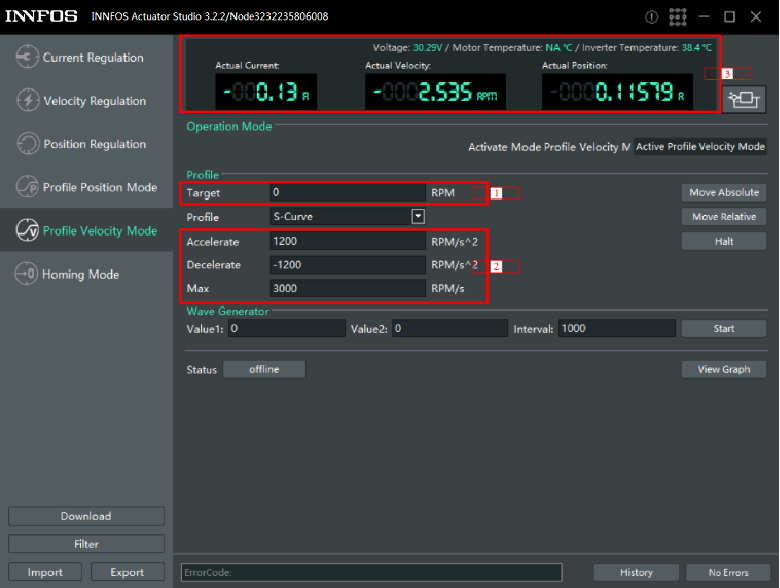 INNFOS INNFOS Actuator Studio 3.2.2/Node3232235806008
Current Regulation
Velocity Regulation
Position Regulation
Profile Position Mode
Profile Velocity Mode
Homing Mode
Download
Filter
Import Export
Voltage: 30.29V / Motor Temperature: NA °C / Inverter Temperature: 38.4 °C
Actual Current: Actual Velocity: Actual Position:
-000.13 A -0002.535 RPM -0000.11579 R
3
Operation Mode
Activate Mode Profile Velocity M Active Profile Velocity Mode
Profile
Target 0 RPM 1 Move Absolute
Profile S-Curve Move Relative
Accelerate 1200 RPM/s^2 Halt
Decelerate -1200 RPM/s^2 2
Max 3000 RPM/s
Wave Generator
Value1: 0 Value2: 0 Interval: 1000 Start
Status offline View Graph
ErrorCode: History No Errors